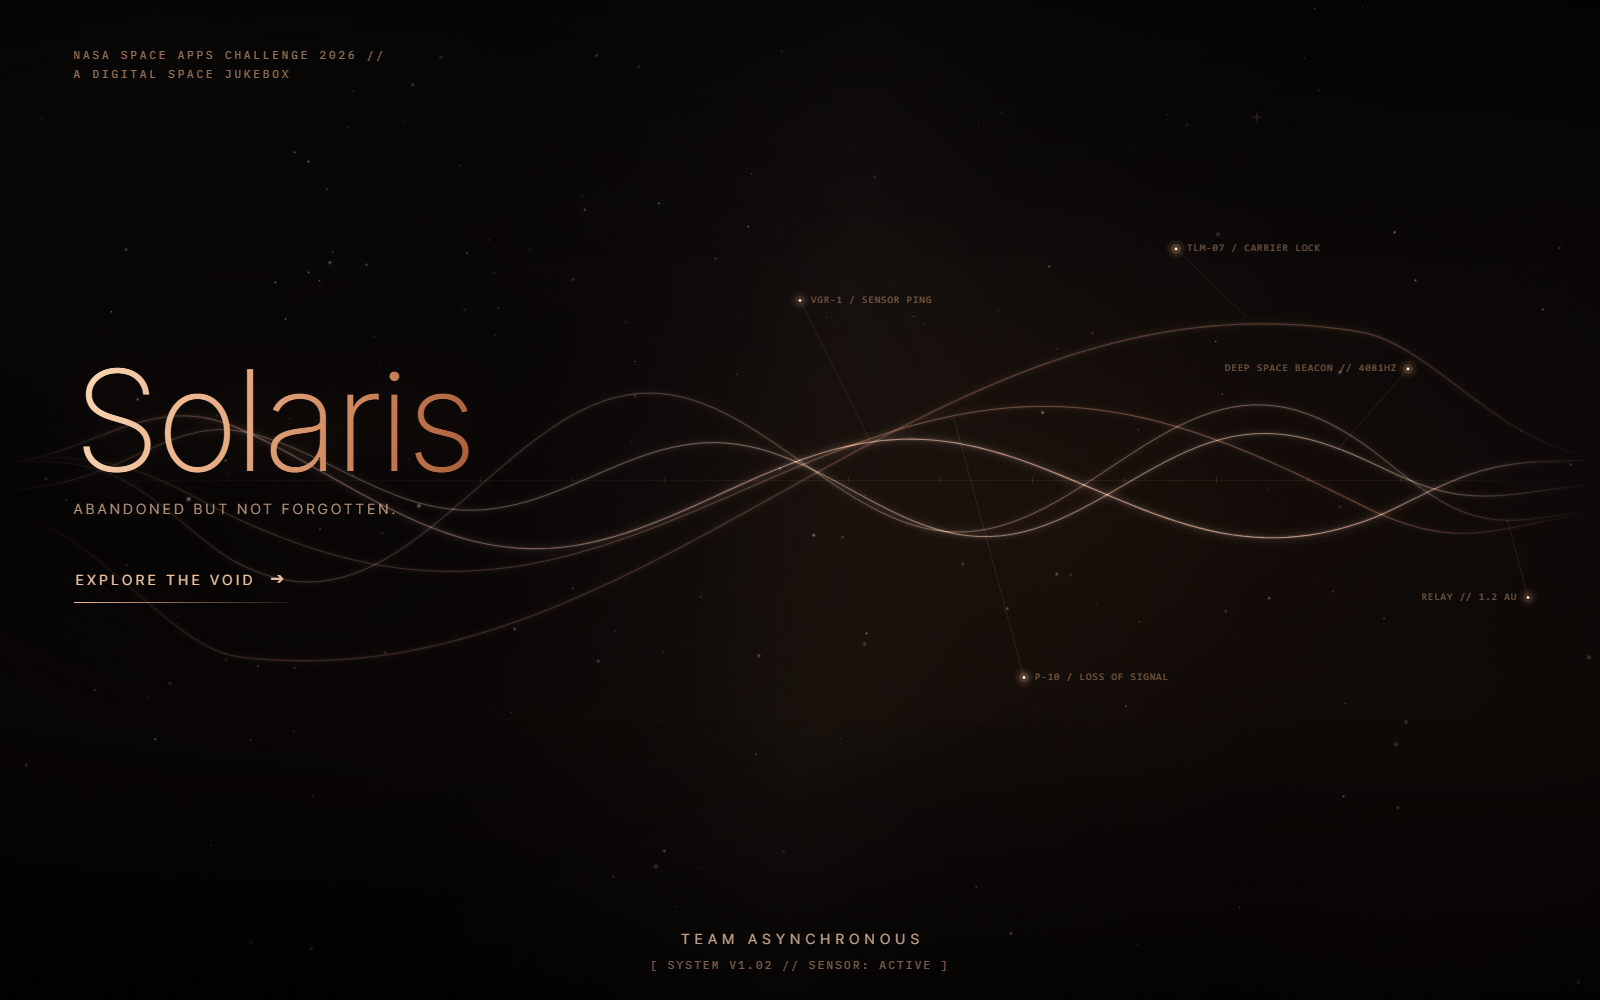 NASA SPACE APPS CHALLENGE 2026 //
A DIGITAL SPACE JUKEBOX
TLM-07 / CARRIER LOCK
VGR-1 / SENSOR PING
DEEP SPACE BEACON // 4081HZ
Solaris
ABANDONED BUT NOT FORGOTTEN.
EXPLORE THE VOID ➔
RELAY // 1.2 AU
P-10 / LOSS OF SIGNAL
TEAM ASYNCHRONOUS
[ SYSTEM V1.02 // SENSOR: ACTIVE ]